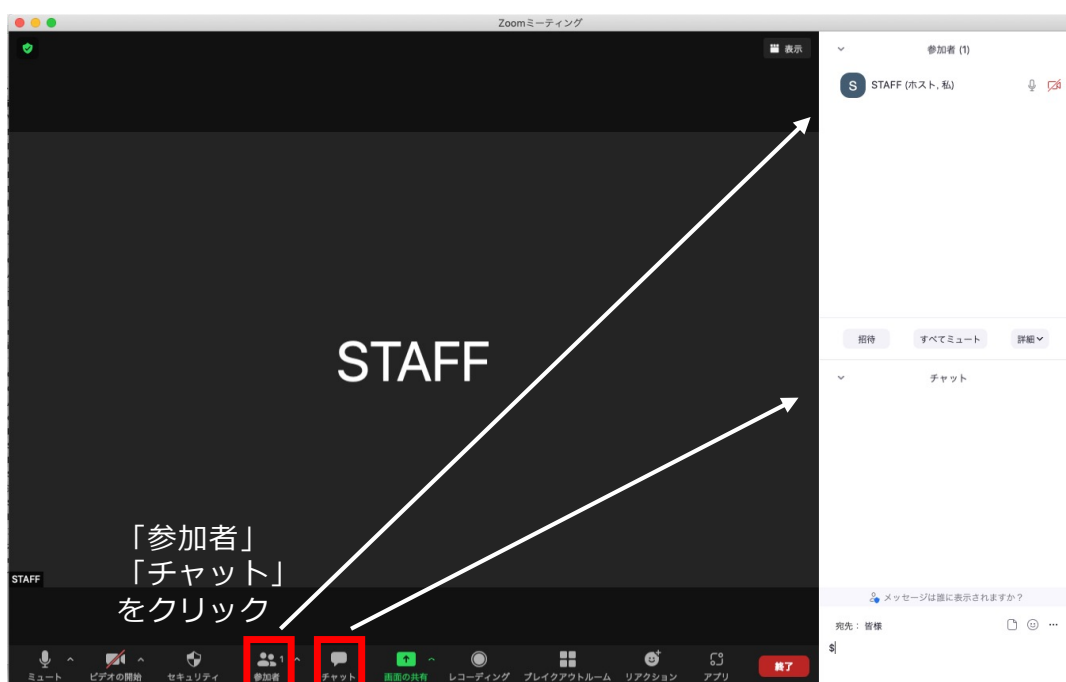 Zoomミーティング
表示
参加者 (1)
S
STAFF (ホスト, 私)
招待
すべてミュート
詳細
チャット
STAFF
「参加者」
「チャット」
をクリック
STAFF
メッセージは誰に表示されますか？
宛先： 皆様
$
1
ミュート
ビデオの開始
セキュリティ
参加者
チャット
画面の共有
レコーディング
ブレイクアウトルーム
リアクション
アプリ
終了